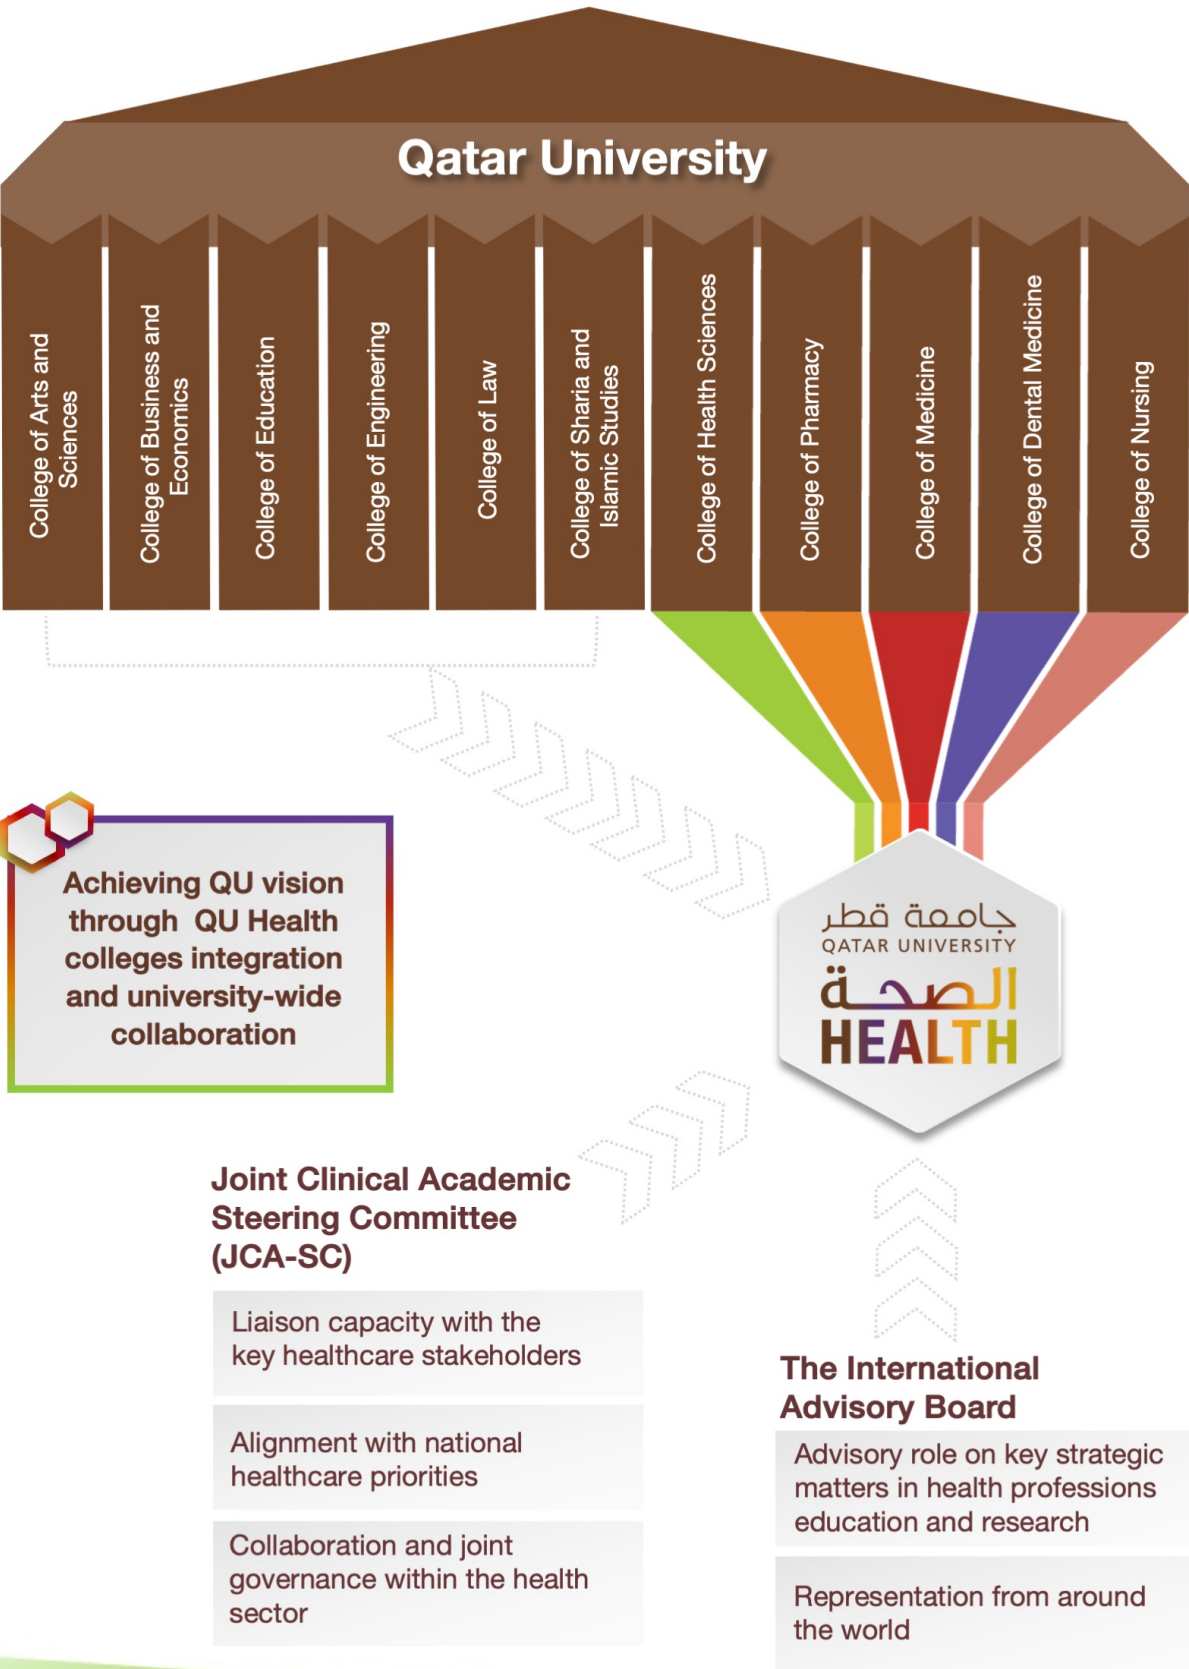 Qatar University
College of Arts and
Sciences
College of Business and
Economics
College of Education
College of Engineering
College of Law
College of Sharia and
Islamic Studies
College of Health Sciences
College of Pharmacy
College of Medicine
College of Dental Medicine
College of Nursing
Achieving QU vision
through QU Health
colleges integration
and university-wide
collaboration
جامعة قطر
QATAR UNIVERSITY
الصحة
HEALTH
Joint Clinical Academic
Steering Committee
(JCA-SC)
Liaison capacity with the
key healthcare stakeholders
Alignment with national
healthcare priorities
Collaboration and joint
governance within the health
sector
The International
Advisory Board
Advisory role on key strategic
matters in health professions
education and research
Representation from around
the world